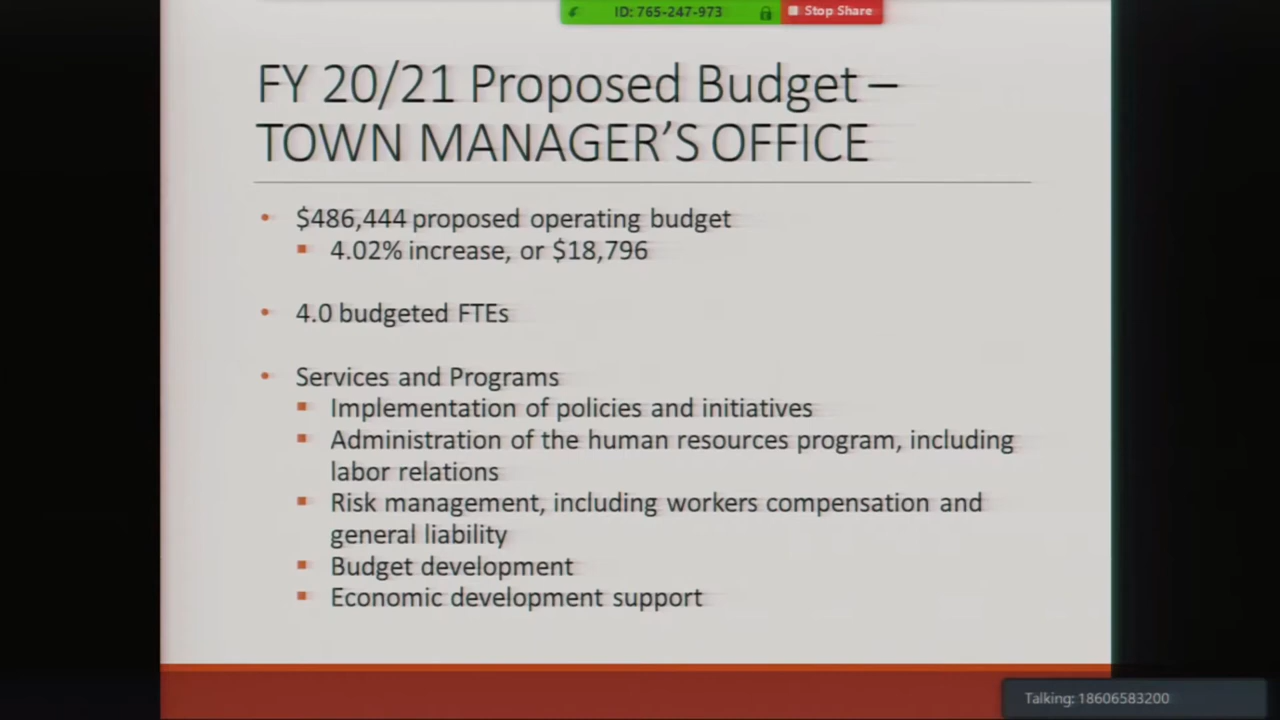 ID: 765-247-973
Stop Share
FY 20/21 Proposed Budget –
TOWN MANAGER’S OFFICE
• $486,444 proposed operating budget
▪ 4.02% increase, or $18,796
• 4.0 budgeted FTEs
• Services and Programs
▪ Implementation of policies and initiatives
▪ Administration of the human resources program, including
labor relations
▪ Risk management, including workers compensation and
general liability
▪ Budget development
▪ Economic development support
Talking: 18606583200